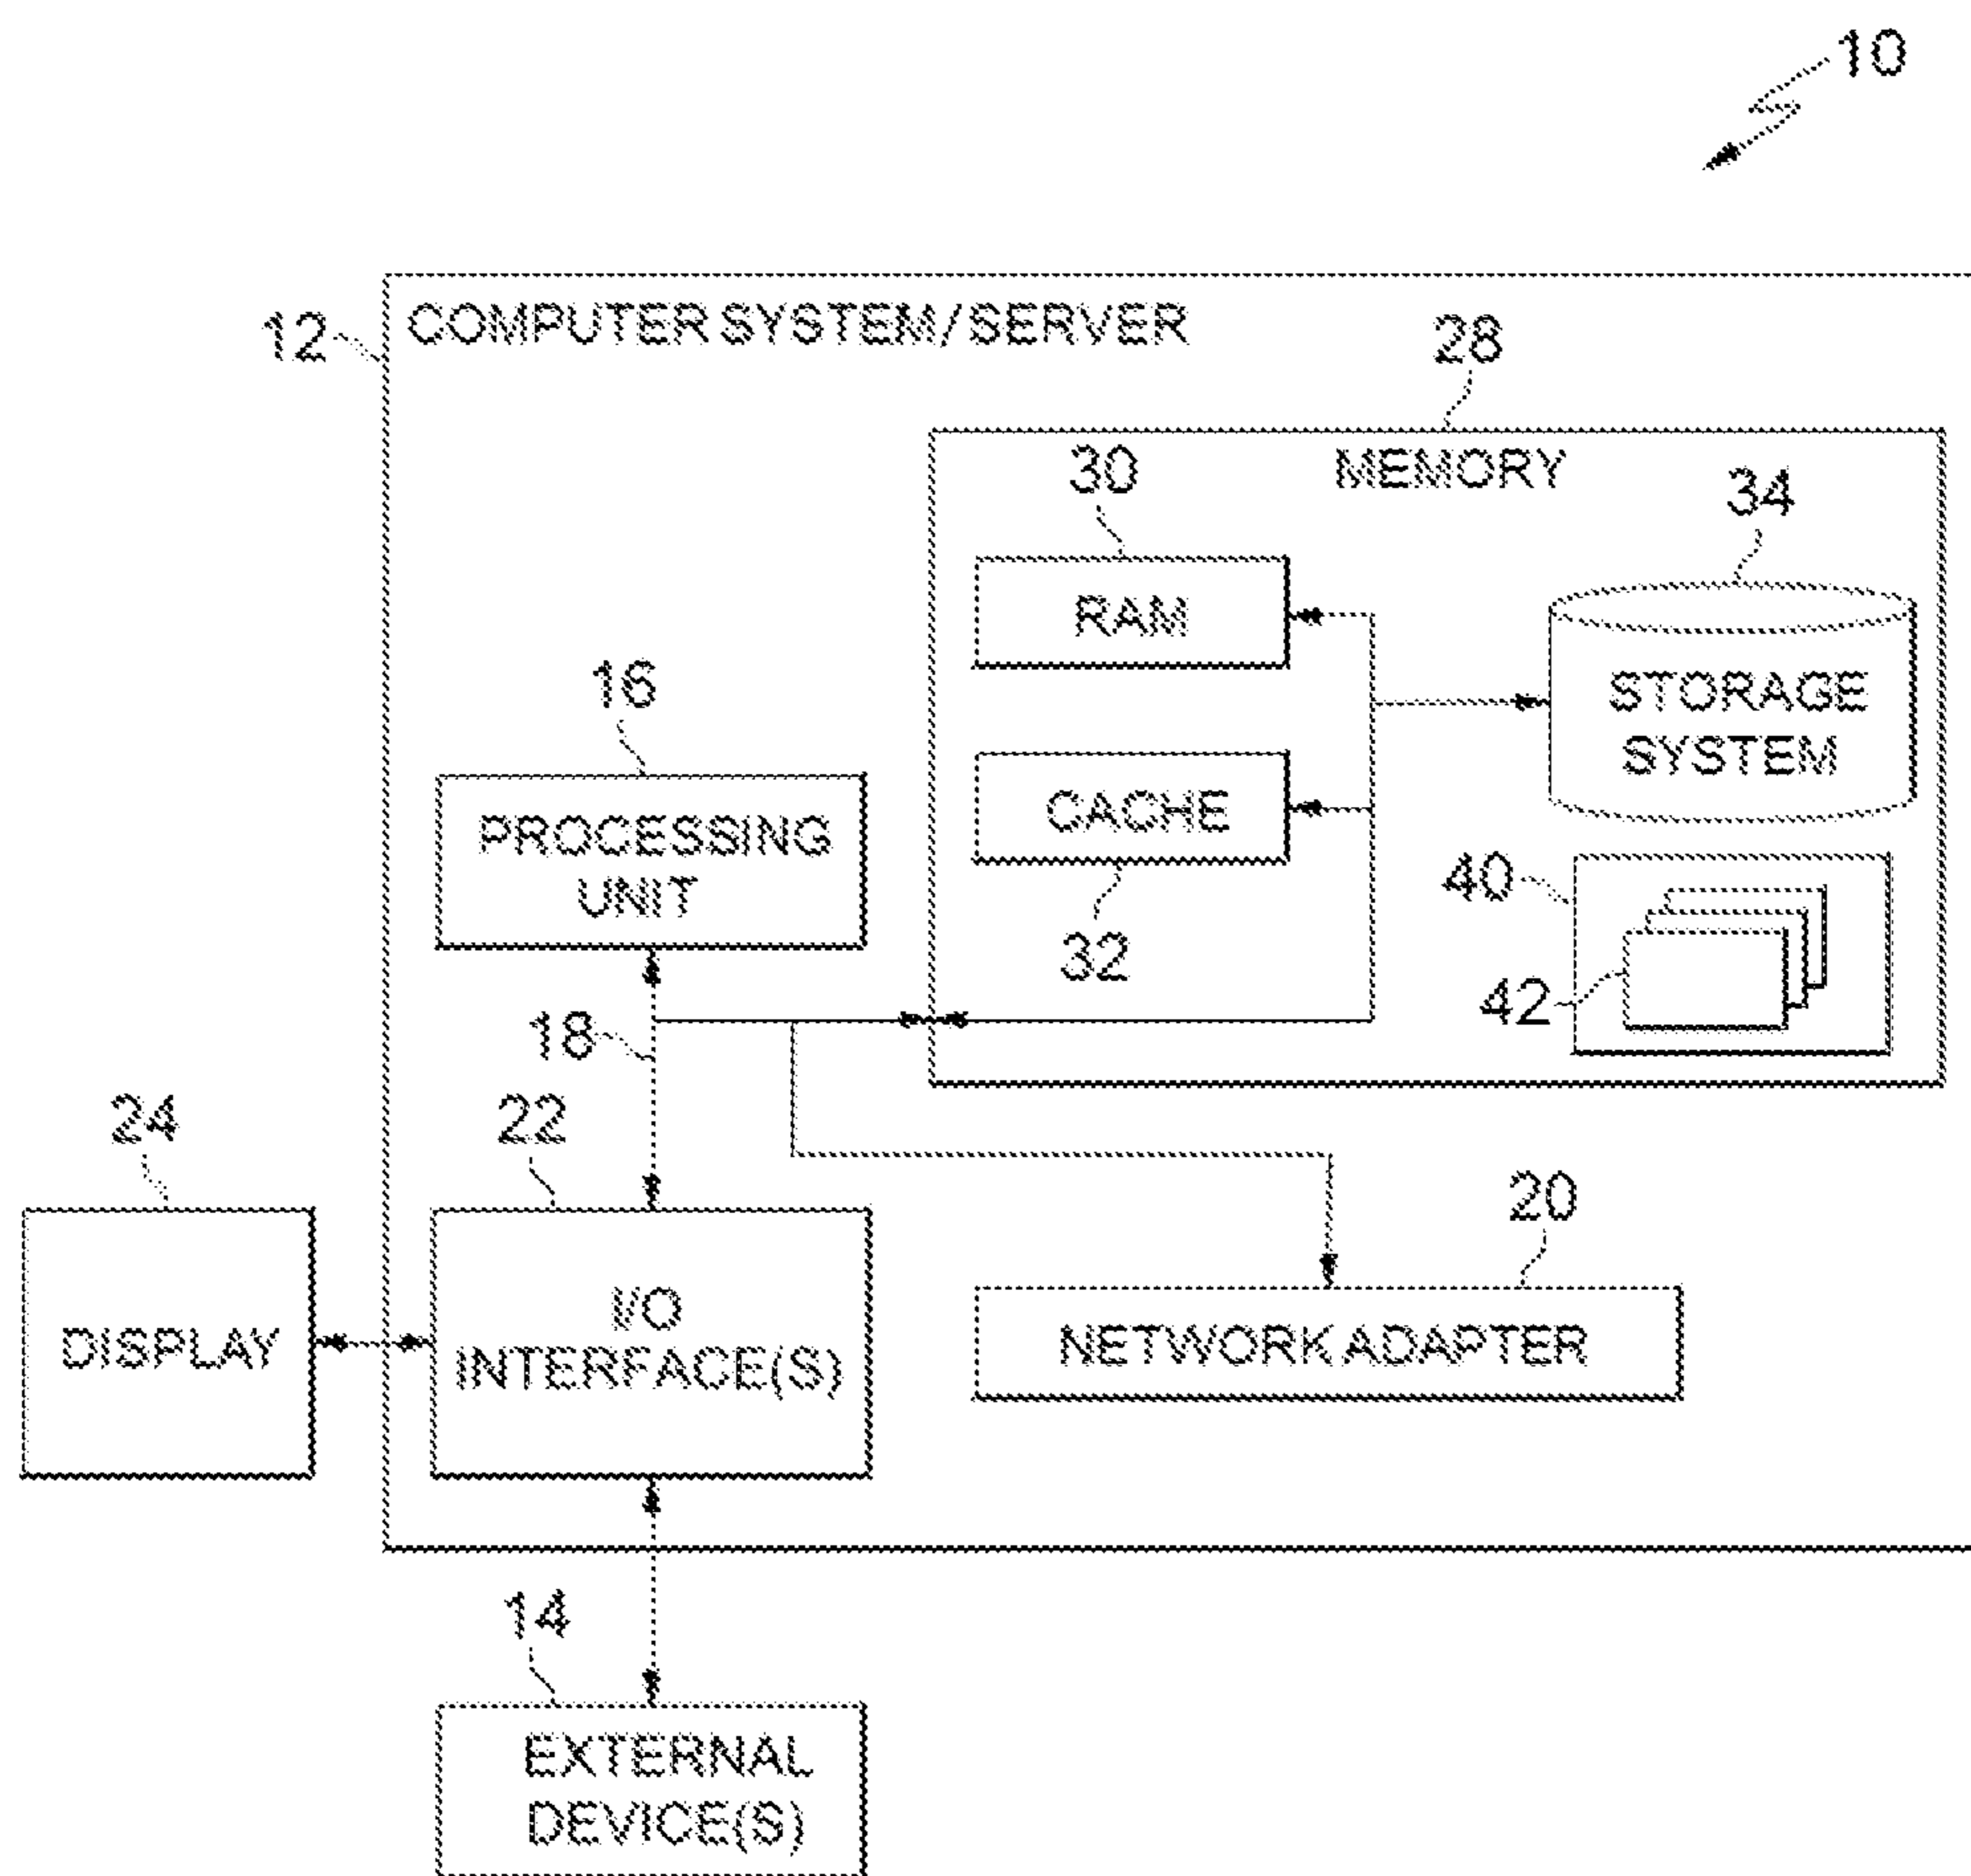 10
12
COMPUTER SYSTEM/SERVER
28
MEMORY
30
34
RAM
STORAGE
SYSTEM
16
PROCESSING
UNIT
CACHE
32
40
42
18
24
22
20
DISPLAY
I/O
INTERFACE(S)
NETWORK ADAPTER
14
EXTERNAL
DEVICE(S)